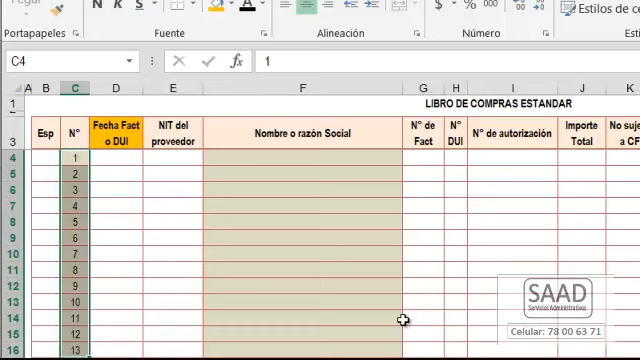 Pegar
N K S A
$ %
Estilos de ce
Portapapeles Fuente Alineación Número
C4 fx 1
A B C D E F G H I J K
1 LIBRO DE COMPRAS ESTANDAR
3 Esp N° Fecha Fact o DUI NIT del proveedor Nombre o razón Social N° de Fact N° DUI N° de autorización Importe Total No suje a CF
4 1
5 2
6 3
7 4
8 5
9 6
10 7
11 8
12 9
13 10
14 11
15 12
16 13
SAAD
Servicios Administrativos
Celular: 78 00 63 71